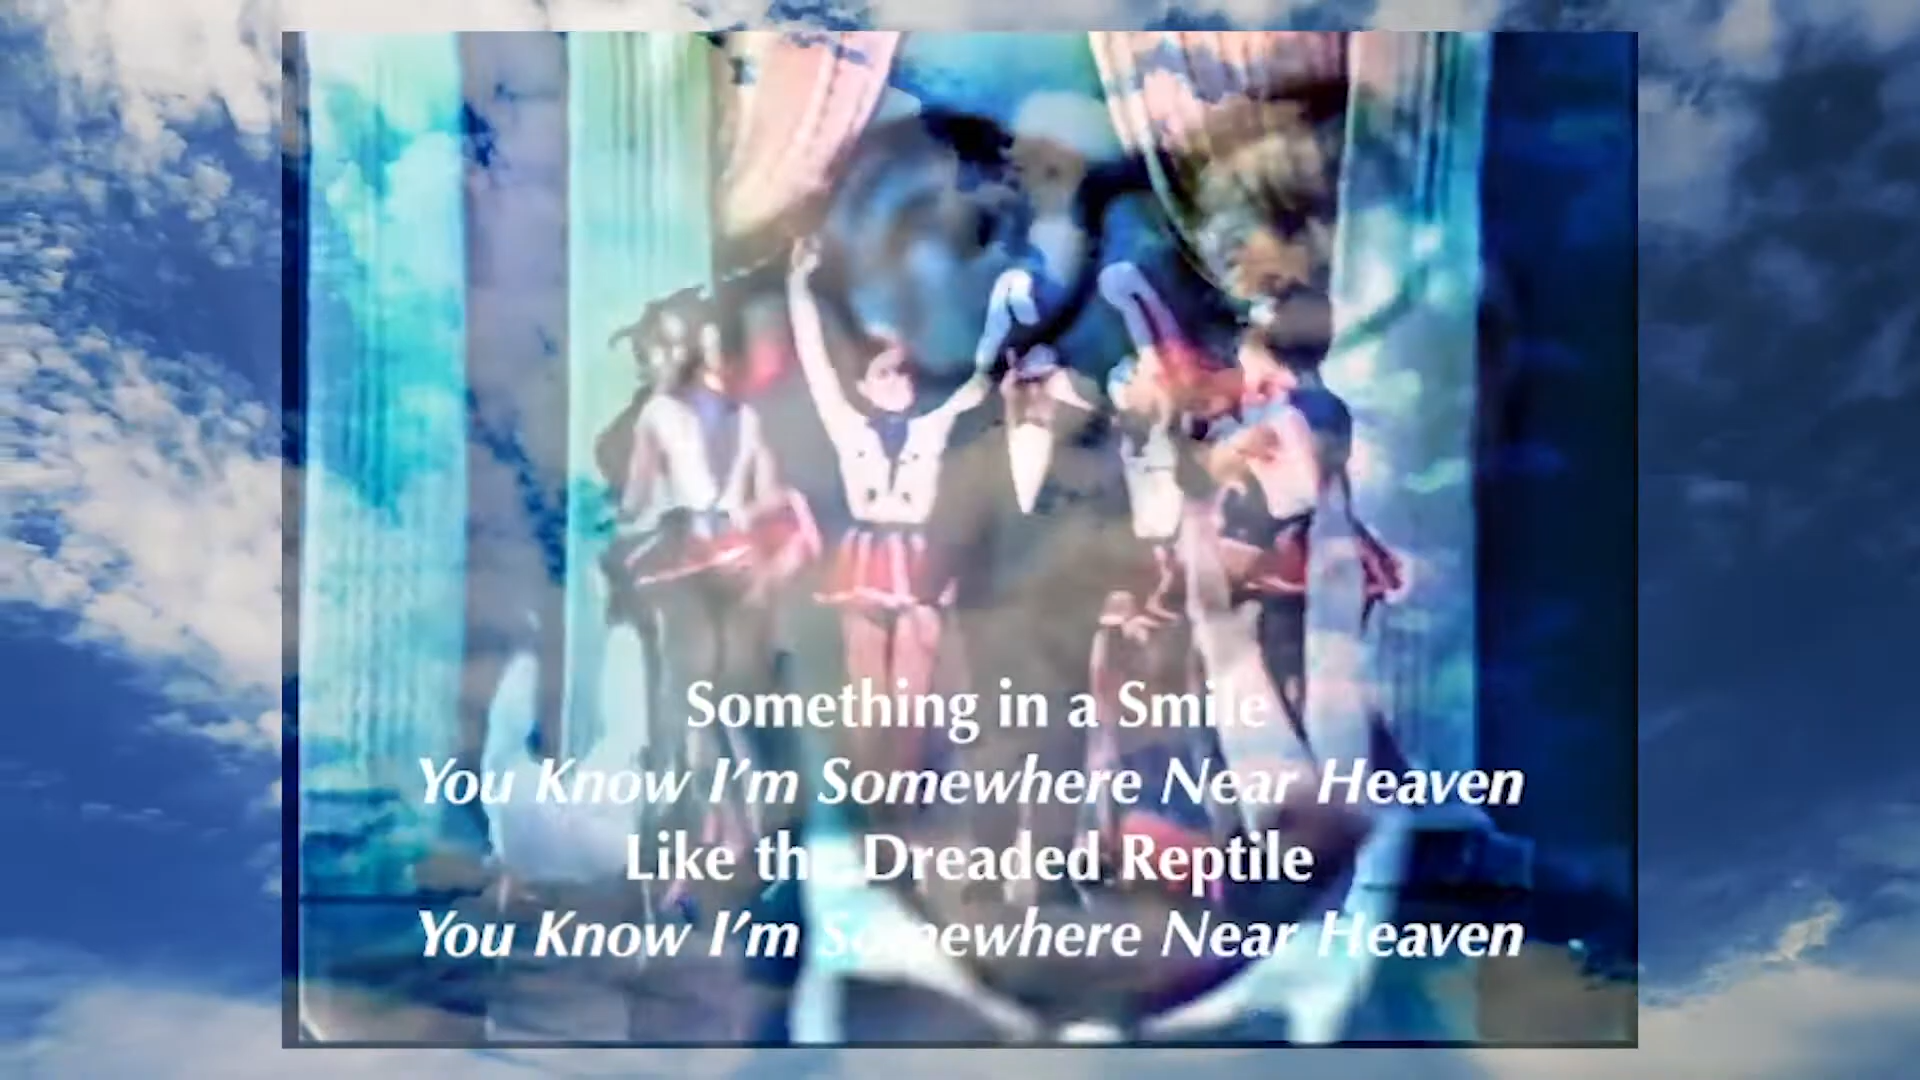 Something in a Smile
You Know I'm Somewhere Near Heaven
Like the Dreaded Reptile
You Know I'm Somewhere Near Heaven